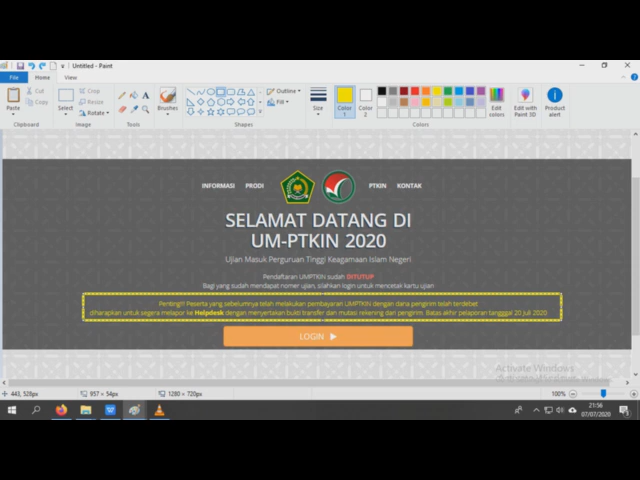 Untitled - Paint
File
Home
View
Paste
Cut
Copy
Clipboard
Select
Crop
Resize
Rotate
Image
Tools
Brushes
Shapes
Outline
Fill
Size
Color 1
Color 2
Colors
Edit colors
Edit with Paint 3D
Product alert
INFORMASI PRODI PTKIN KONTAK
SELAMAT DATANG DI
UM-PTKIN 2020
Ujian Masuk Perguruan Tinggi Keagamaan Islam Negeri
Pendaftaran UMPTKIN sudah DITUTUP
Bagi yang sudah mendapat nomor ujian, silahkan login untuk mencetak kartu ujian
Penting!!! Peserta yang sebelumnya telah melakukan pembayaran UMPTKIN dengan dana pengirim telah terdebet
diharapkan untuk segera melapor ke Helpdesk dengan menyertakan bukti transfer dan mutasi rekening dari pengirim. Batas akhir pelaporan tangggal 20 Juli 2020
LOGIN
Activate Windows
443, 528px
957 × 54px
1280 × 720px
100%
21:56
07/07/2020